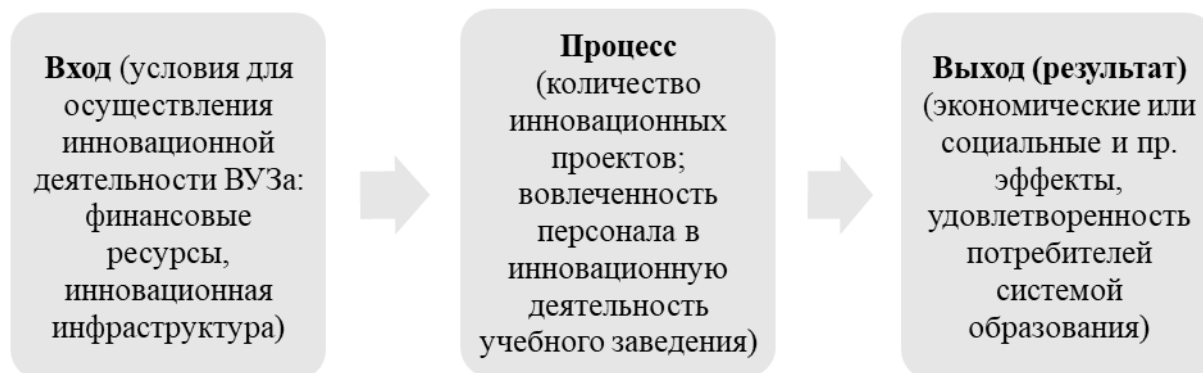 Вход (условия для
осуществления
инновационной
деятельности ВУЗа:
финансовые
ресурсы,
инновационная
инфраструктура)
Процесс
(количество
инновационных
проектов;
вовлеченность
персонала в
инновационную
деятельность
учебного заведения)
Выход (результат)
(экономические или
социальные и пр.
эффекты,
удовлетворенность
потребителей
системой
образования)